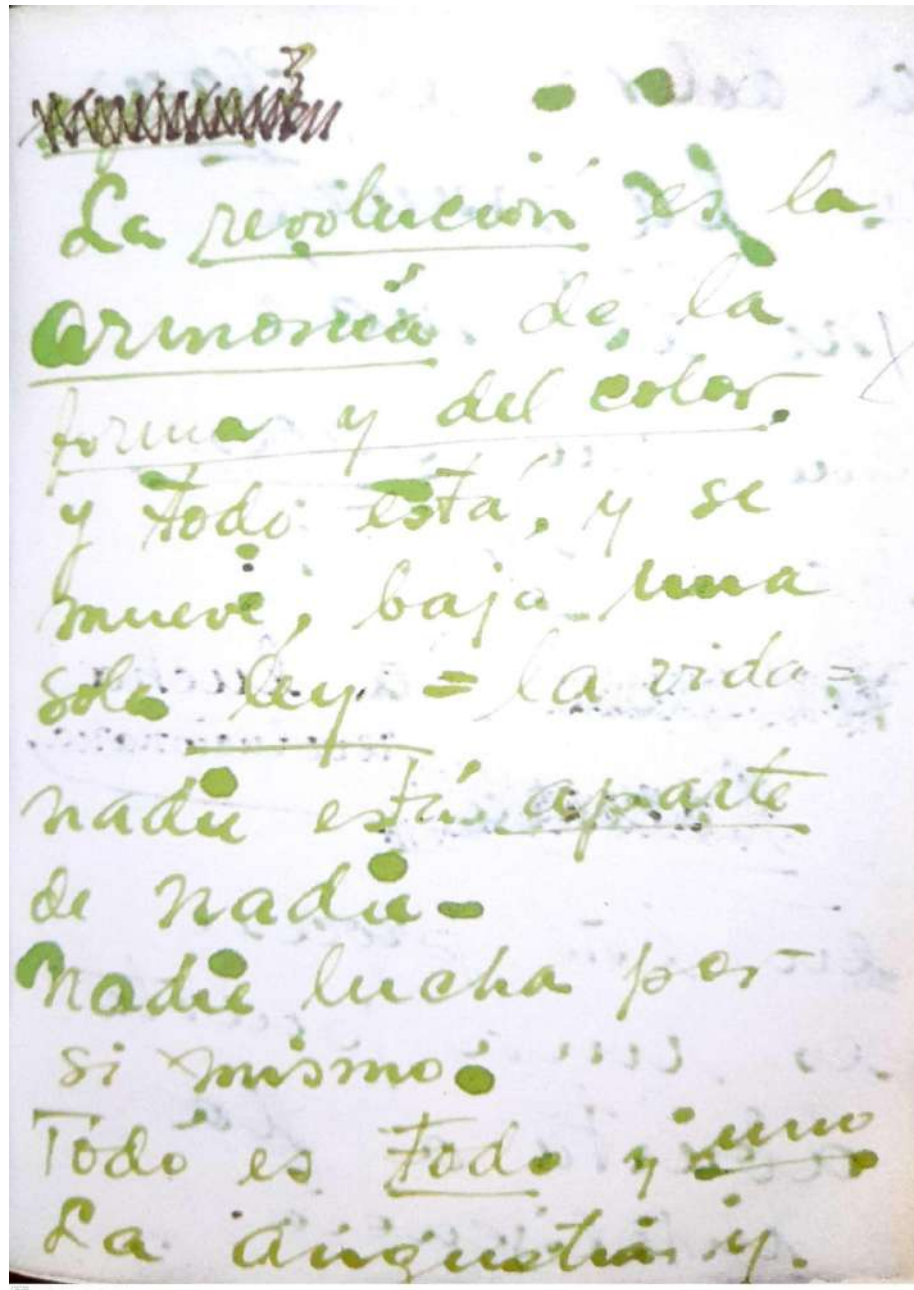 La revolución es la
armonía de la
forma y del color.
y todo está, y se
mueve, bajo una
sola ley = la vida =
nadie está aparte
de nadie -
Nadie lucha por
si mismo.
Todo es todo y uno
La angustia y.